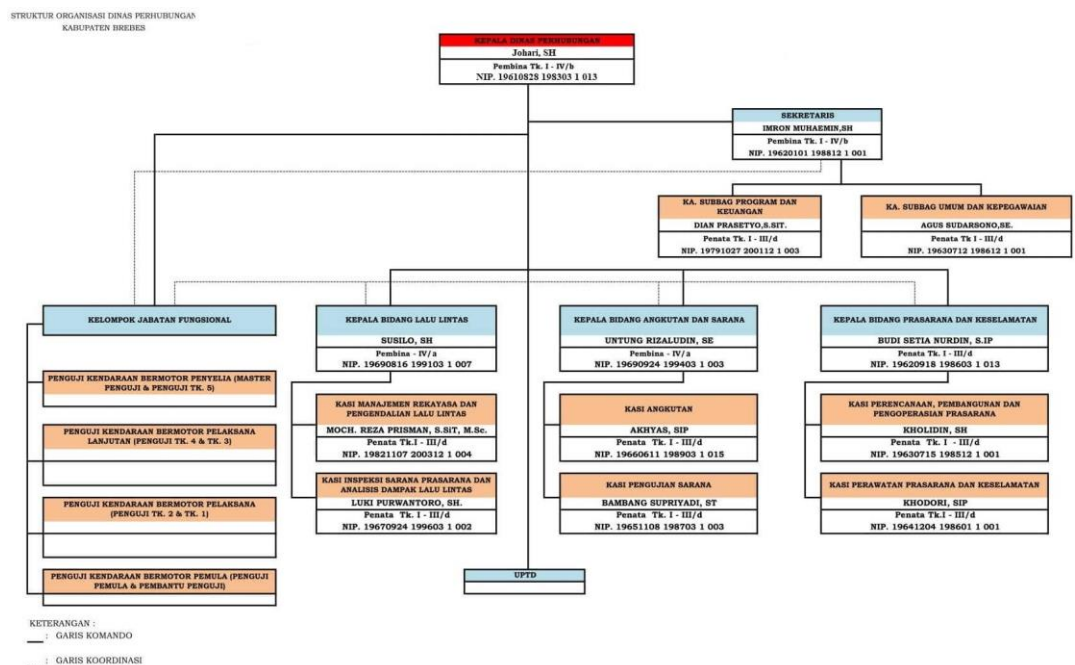 STRUKTUR ORGANISASI DINAS PERHUBUNGAN
KABUPATEN BREBES
KEPALA DINAS PERHUBUNGAN
Johari, SH
Pembina Tk. I - IV/b
NIP. 19610828 198303 1 013
SEKRETARIS
IMRON MUHAEMIN,SH
Pembina Tk. I - IV/b
NIP. 19620101 198812 1 001
KA. SUBBAG PROGRAM DAN
KEUANGAN
DIAN PRASETYO,S.SIT.
Penata Tk. I - III/d
NIP. 19791027 200112 1 003
KA. SUBBAG UMUM DAN KEPEGAWAIAN
AGUS SUDARSONO,SE.
Penata Tk I - III/d
NIP. 19630712 198612 1 001
KELOMPOK JABATAN FUNGSIONAL
PENGUJI KENDARAAN BERMOTOR PENYELIA (MASTER
PENGUJI & PENGUJI TK. 5)
PENGUJI KENDARAAN BERMOTOR PELAKSANA
LANJUTAN (PENGUJI TK. 4 & TK. 3)
PENGUJI KENDARAAN BERMOTOR PELAKSANA
(PENGUJI TK. 2 & TK. 1)
PENGUJI KENDARAAN BERMOTOR PEMULA (PENGUJI
PEMULA & PEMBANTU PENGUJI)
KEPALA BIDANG LALU LINTAS
SUSILO, SH
Pembina - IV/a
NIP. 19690816 199103 1 007
KASI MANAJEMEN REKAYASA DAN
PENGENDALIAN LALU LINTAS
MOCH. REZA PRISMAN, S.SiT, M.Sc.
Penata Tk.I - III/d
NIP. 19821107 200312 1 004
KASI INSPEKSI SARANA PRASARANA DAN
ANALISIS DAMPAK LALU LINTAS
LUKI PURWANTORO, SH.
Penata Tk. I - III/d
NIP. 19670924 199603 1 002
KEPALA BIDANG ANGKUTAN DAN SARANA
UNTUNG RIZALUDIN, SE
Pembina - IV/a
NIP. 19690924 199403 1 003
KASI ANGKUTAN
AKHYAS, SIP
Penata Tk. I - III/d
NIP. 19660611 198903 1 015
KASI PENGUJIAN SARANA
BAMBANG SUPRIYADI, ST
Penata Tk. I - III/d
NIP. 19651108 198703 1 003
KEPALA BIDANG PRASARANA DAN KESELAMATAN
BUDI SETIA NURDIN, S.IP
Penata Tk. I - III/d
NIP. 19620918 198603 1 013
KASI PERENCANAAN, PEMBANGUNAN DAN
PENGOPERASIAN PRASARANA
KHOLIDIN, SH
Penata Tk. I - III/d
NIP. 19630715 198512 1 001
KASI PERAWATAN PRASARANA DAN KESELAMATAN
KHODORI, SIP
Penata Tk.I - III/d
NIP. 19641204 198601 1 001
UPTD
KETERANGAN :
: GARIS KOMANDO
: GARIS KOORDINASI